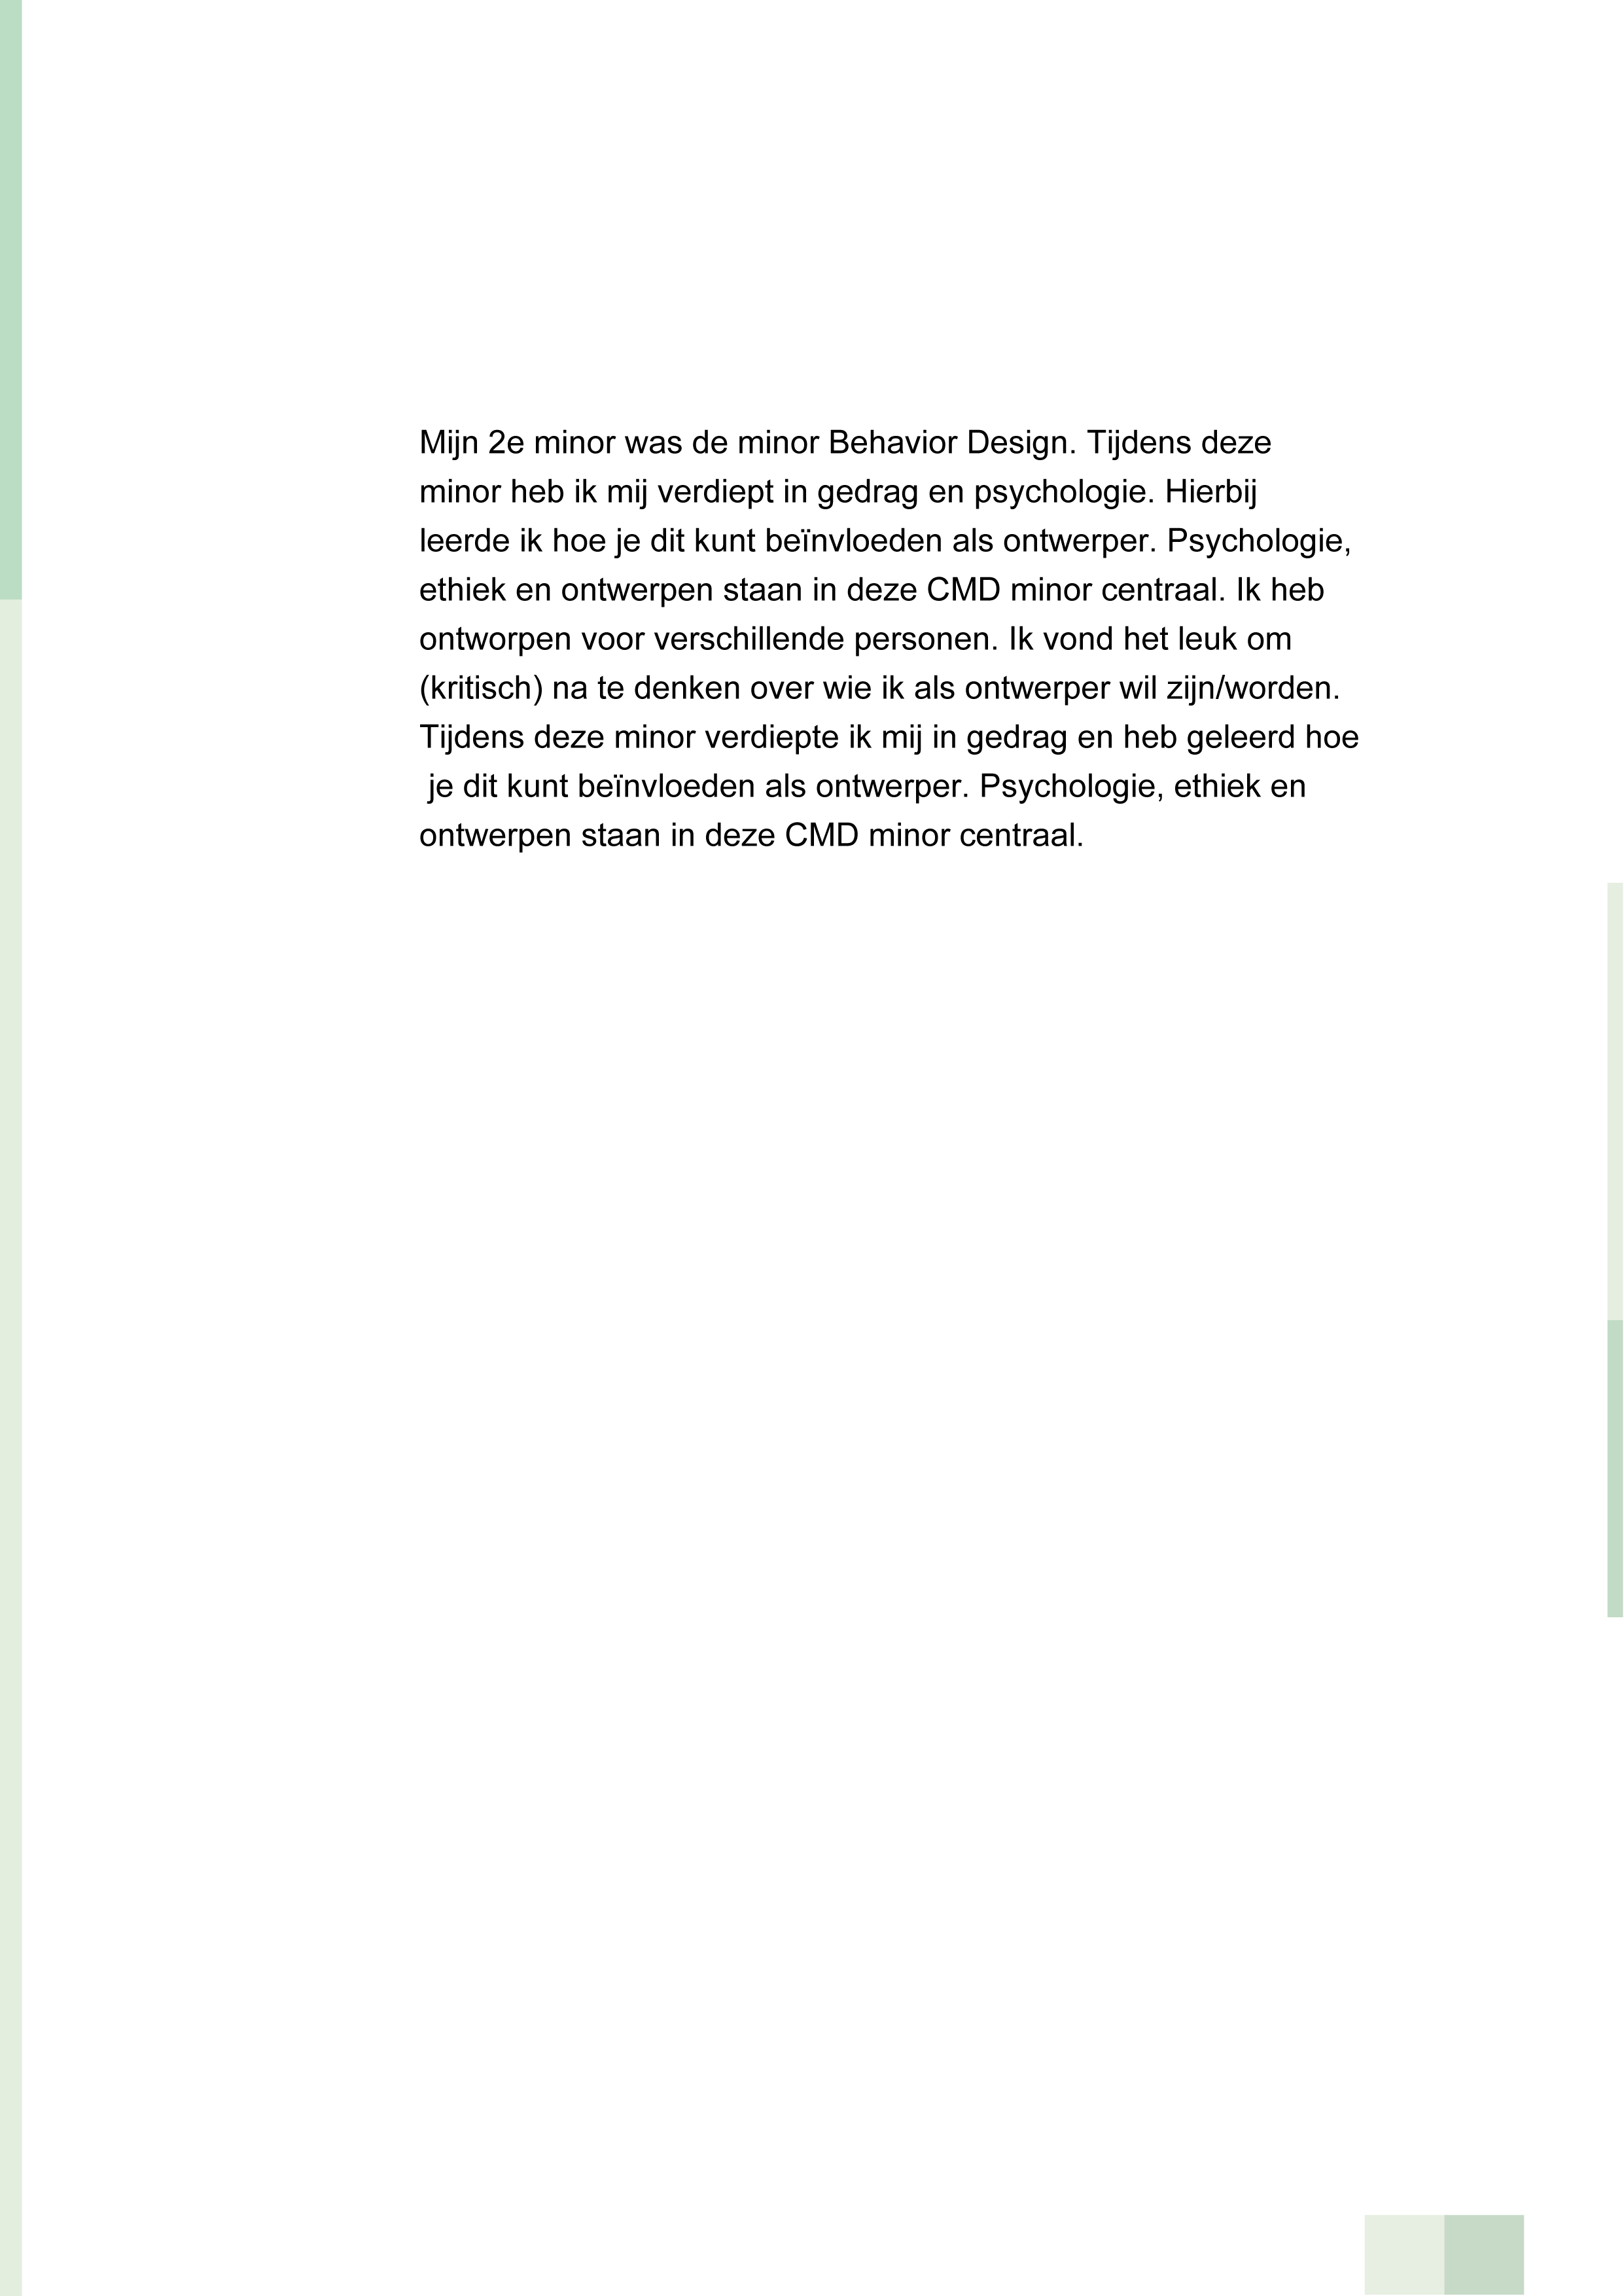 Mijn 2e minor was de minor Behavior Design. Tijdens deze
minor heb ik mij verdiept in gedrag en psychologie. Hierbij
leerde ik hoe je dit kunt beïnvloeden als ontwerper. Psychologie,
ethiek en ontwerpen staan in deze CMD minor centraal. Ik heb
ontworpen voor verschillende personen. Ik vond het leuk om
(kritisch) na te denken over wie ik als ontwerper wil zijn/worden.
Tijdens deze minor verdiepte ik mij in gedrag en heb geleerd hoe
je dit kunt beïnvloeden als ontwerper. Psychologie, ethiek en
ontwerpen staan in deze CMD minor centraal.